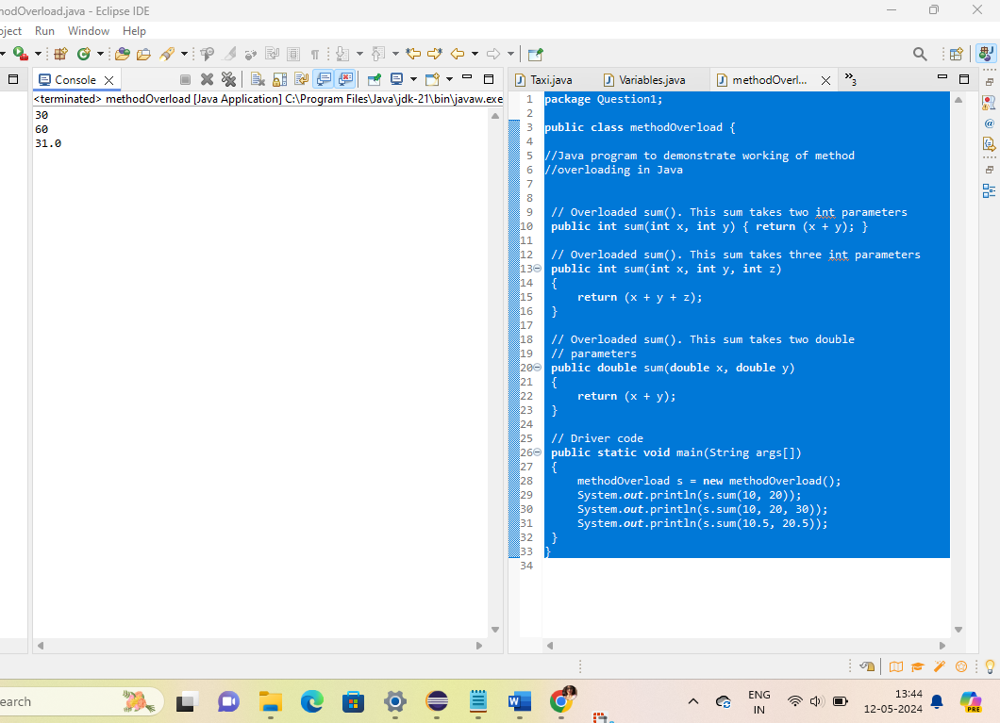 nodOverload.java - Eclipse IDE
oject Run Window Help
Console
<terminated> methodOverload [Java Application] C:\Program Files\Java\jdk-21\bin\javaw.exe
30
60
31.0
Taxi.java Variables.java methodOverl... »3
1 package Question1;
2
3 public class methodOverload {
4
5 //Java program to demonstrate working of method
6 //overloading in Java
7
8
9 // Overloaded sum(). This sum takes two int parameters
10 public int sum(int x, int y) { return (x + y); }
11
12 // Overloaded sum(). This sum takes three int parameters
13 public int sum(int x, int y, int z)
14 {
15 return (x + y + z);
16 }
17
18 // Overloaded sum(). This sum takes two double
19 // parameters
20 public double sum(double x, double y)
21 {
22 return (x + y);
23 }
24
25 // Driver code
26 public static void main(String args[])
27 {
28 methodOverload s = new methodOverload();
29 System.out.println(s.sum(10, 20));
30 System.out.println(s.sum(10, 20, 30));
31 System.out.println(s.sum(10.5, 20.5));
32 }
33 }
34
earch
ENG
IN
13:44
12-05-2024
PRE